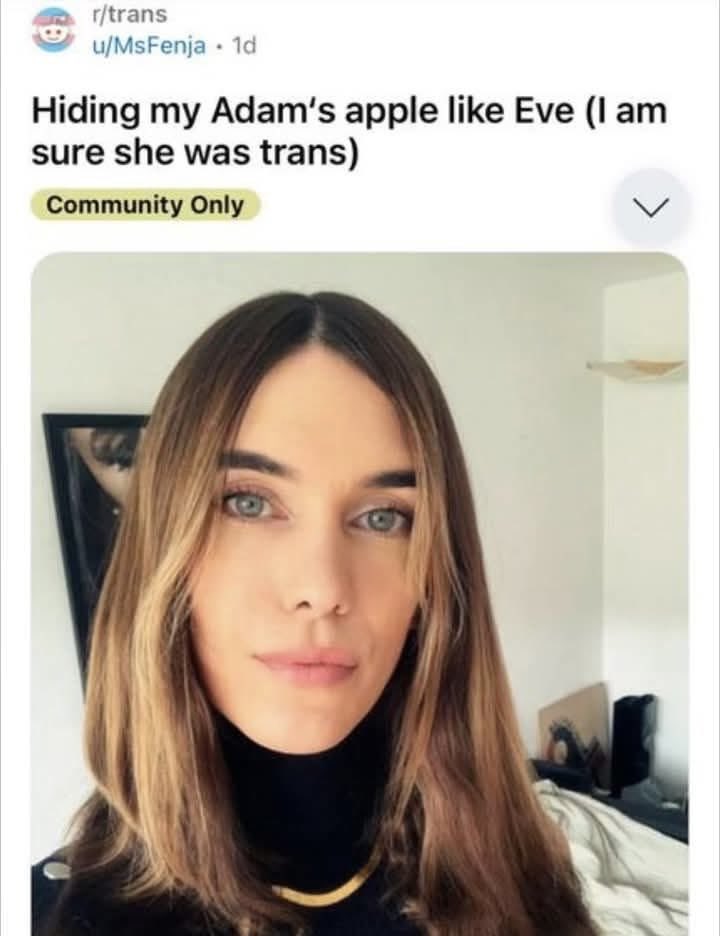 r/trans
u/MsFenja • 1d
Hiding my Adam‘s apple like Eve (I am
sure she was trans)
Community Only